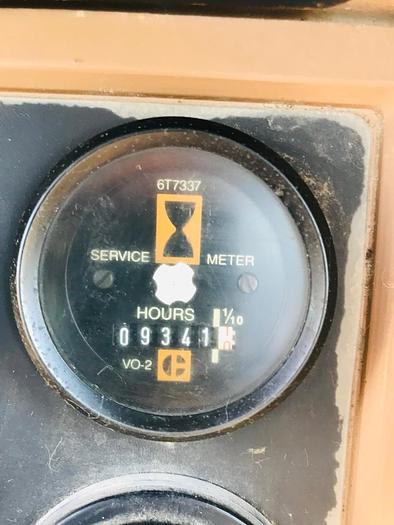 6T7337
SERVICE METER
HOURS
1/10
09341
VO-2